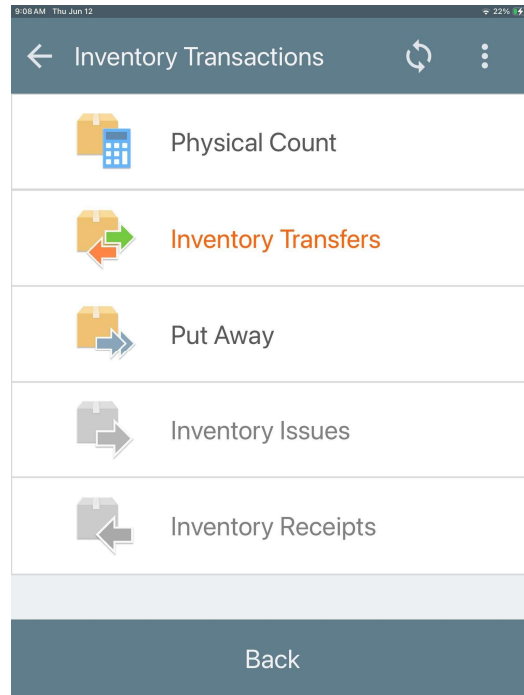 9:08 AM Thu Jun 12 22%
Inventory Transactions
Physical Count
Inventory Transfers
Put Away
Inventory Issues
Inventory Receipts
Back